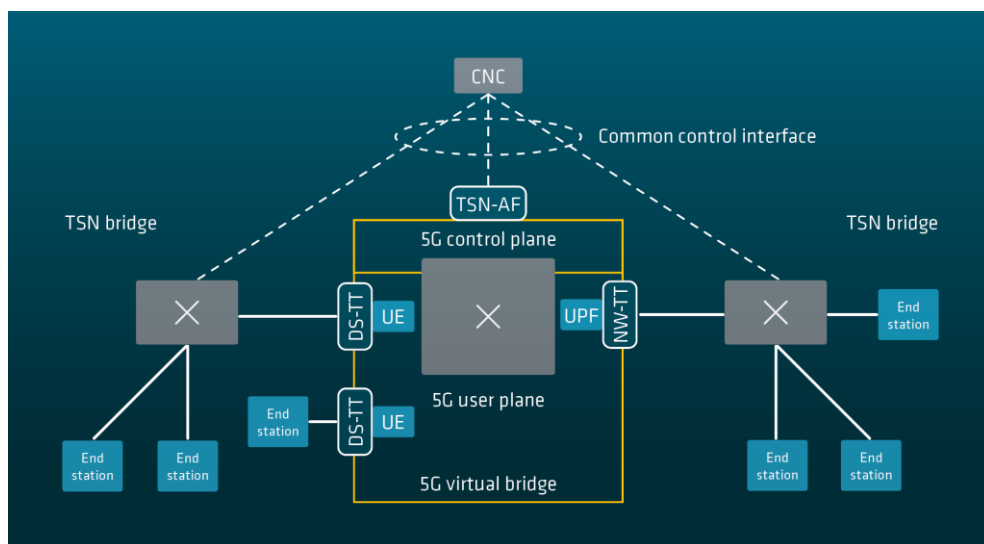 CNC
Common control interface
TSN-AF
TSN bridge
5G control plane
TSN bridge
DS-TT
UE
UPF
NW-TT
End
station
5G user plane
End
station
DS-TT
UE
End
station
End
station
5G virtual bridge
End
station
End
station